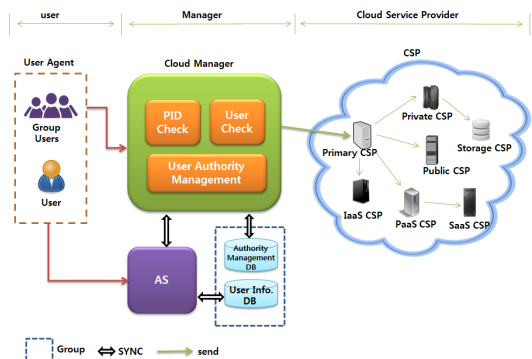 user
Manager
Cloud Service Provider
User Agent
Cloud Manager
CSP
Group
Users
User
PID
Check
User
Check
User Authority
Management
Primary CSP
Private CSP
Storage CSP
Public CSP
IaaS CSP
PaaS CSP
SaaS CSP
AS
Authority
Management
DB
User Info.
DB
Group
SYNC
send